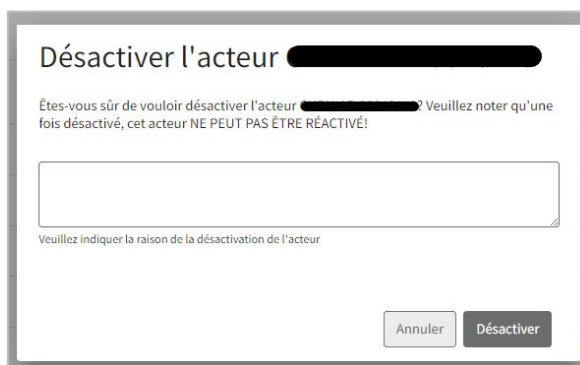 Désactiver l'acteur
Êtes-vous sûr de vouloir désactiver l'acteur ? Veuillez noter qu'une
fois désactivé, cet acteur NE PEUT PAS ÊTRE RÉACTIVÉ!
Veuillez indiquer la raison de la désactivation de l'acteur
Annuler Désactiver